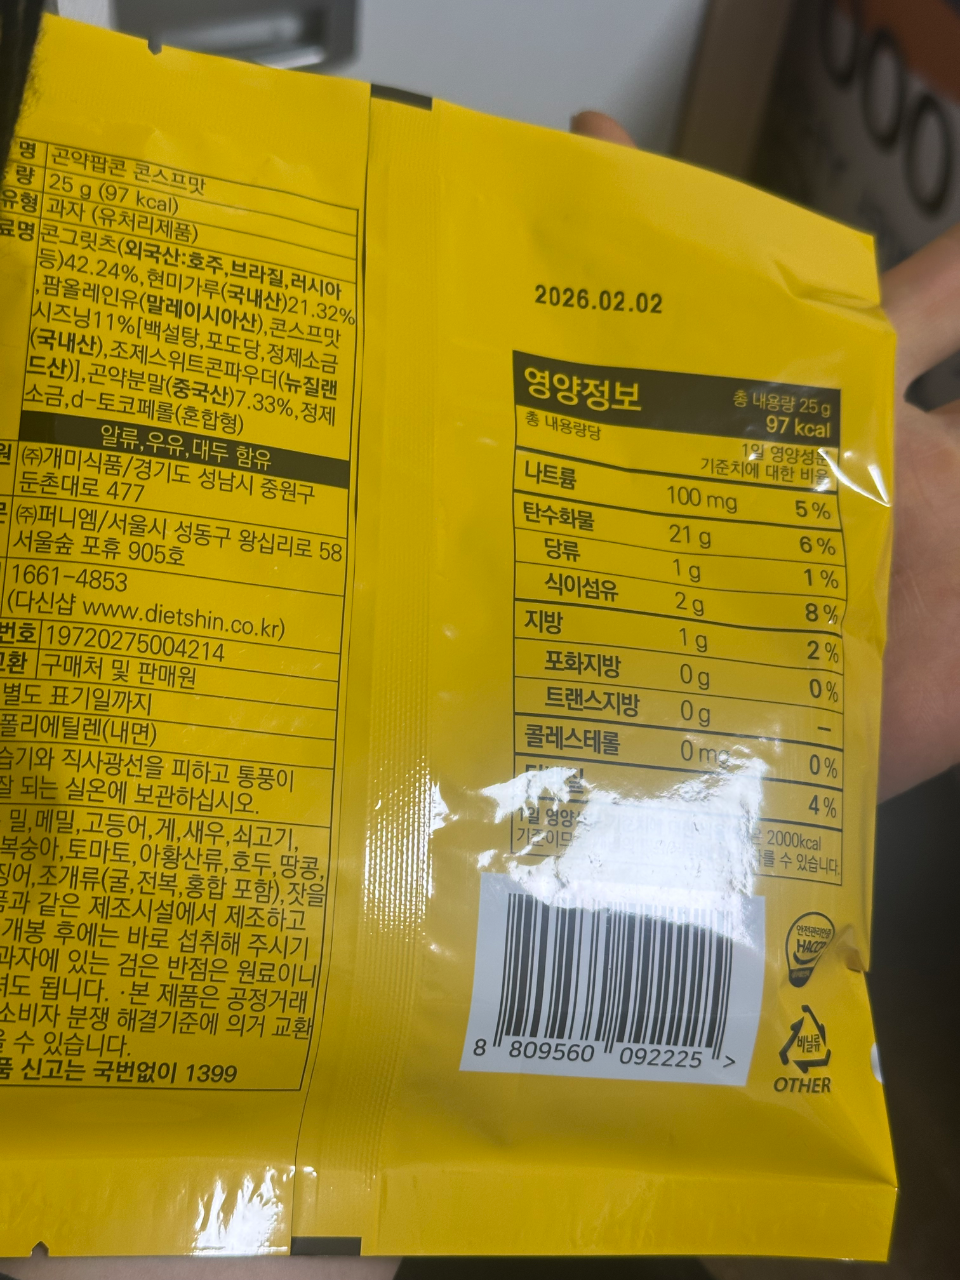 명 곤약팝콘 콘스프맛
량 25 g (97 kcal)
유형 과자 (유처리제품)
료명 콘그릿츠(외국산:호주,브라질,러시아
등)42.24%,현미가루(국내산)21.32%
,팜올레인유(말레이시아산),콘스프맛
시즈닝11%[백설탕,포도당,정제소금
(국내산),조제스위트콘파우더(뉴질랜
드산)],곤약분말(중국산)7.33%,정제
소금,d-토코페롤(혼합형)
알류,우유,대두 함유
원 ㈜개미식품/경기도 성남시 중원구
둔촌대로 477
㈜퍼니엠/서울시 성동구 왕십리로 58
서울숲 포휴 905호
1661-4853
(다신샵 www.dietshin.co.kr)
번호 19720275004214
교환 구매처 및 판매원
별도 표기일까지
폴리에틸렌(내면)
습기와 직사광선을 피하고 통풍이
잘 되는 실온에 보관하십시오.
밀,메밀,고등어,게,새우,쇠고기,
복숭아,토마토,아황산류,호두,땅콩,
징어,조개류(굴,전복,홍합 포함),잣을
품과 같은 제조시설에서 제조하고
개봉 후에는 바로 섭취해 주시기
과자에 있는 검은 반점은 원료이니
셔도 됩니다. ·본 제품은 공정거래
소비자 분쟁 해결기준에 의거 교환
을 수 있습니다.
품 신고는 국번없이 1399
2026.02.02
영양정보 총 내용량 25 g
97 kcal
총 내용량당 1일 영양성분
기준치에 대한 비율
나트륨 100 mg 5 %
탄수화물 21 g 6 %
당류 1 g 1 %
식이섬유 2 g 8 %
지방 1 g 2 %
포화지방 0 g 0 %
트랜스지방 0 g –
콜레스테롤 0 mg 0 %
4 %
1일 영양 2000kcal
다를 수 있습니다.
8 809560 092225 >
안전관리인증
HACCP
비닐류
OTHER